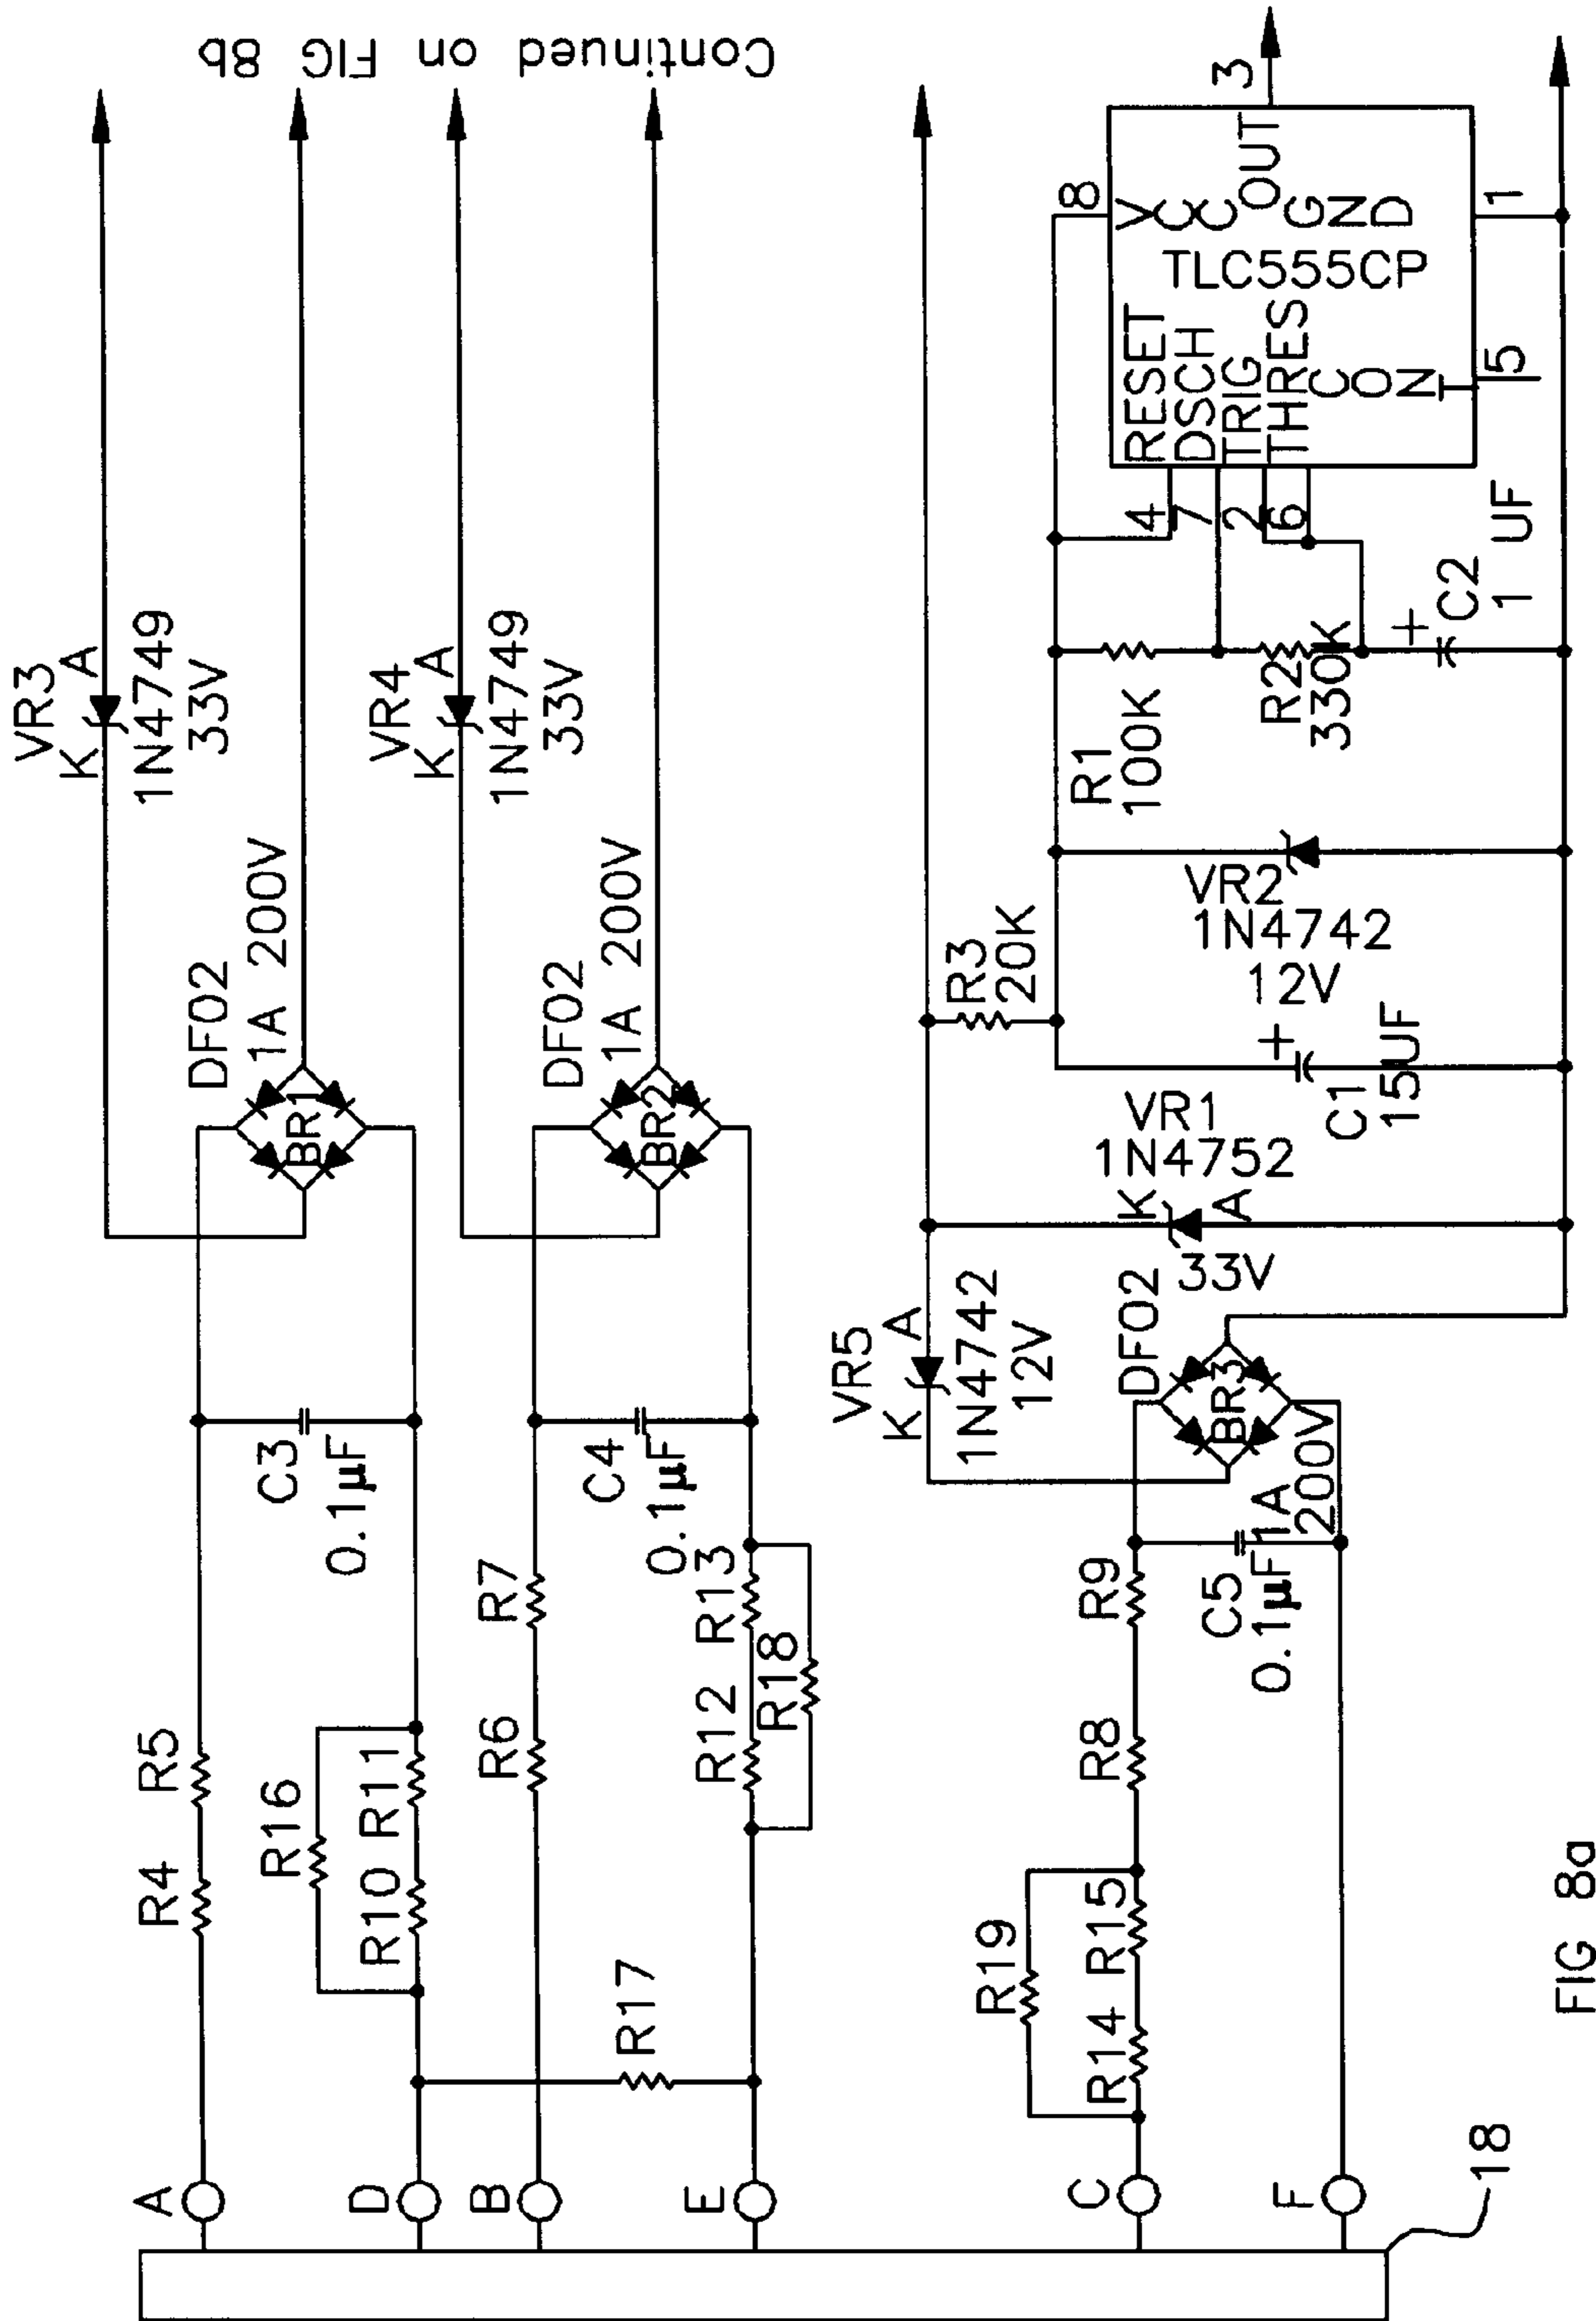 Continued on FIG 8b
A
R4
R5
R16
D
R10
R11
C3
0.1µF
DF02
1A 200V
BR1
VR3
K
A
1N4749
33V
R17
B
R6
R7
E
R12
R13
R18
C4
0.1µF
DF02
1A 200V
BR2
VR4
K
A
1N4749
33V
C
R19
R14
R15
R8
R9
F
C5
0.1µF
DF02
BR3
1A
200V
VR5
K
A
1N4742
12V
VR1
1N4752
K
A
33V
R3
20K
C1
15UF
+
VR2
1N4742
12V
R1
100K
R2
330K
+
C2
1 UF
4
7
2
6
RESET
DSCH
TRIG
THRES
CONT
5
TLC555CP
8
VCC
OUT
3
GND
1
18
FIG 8a